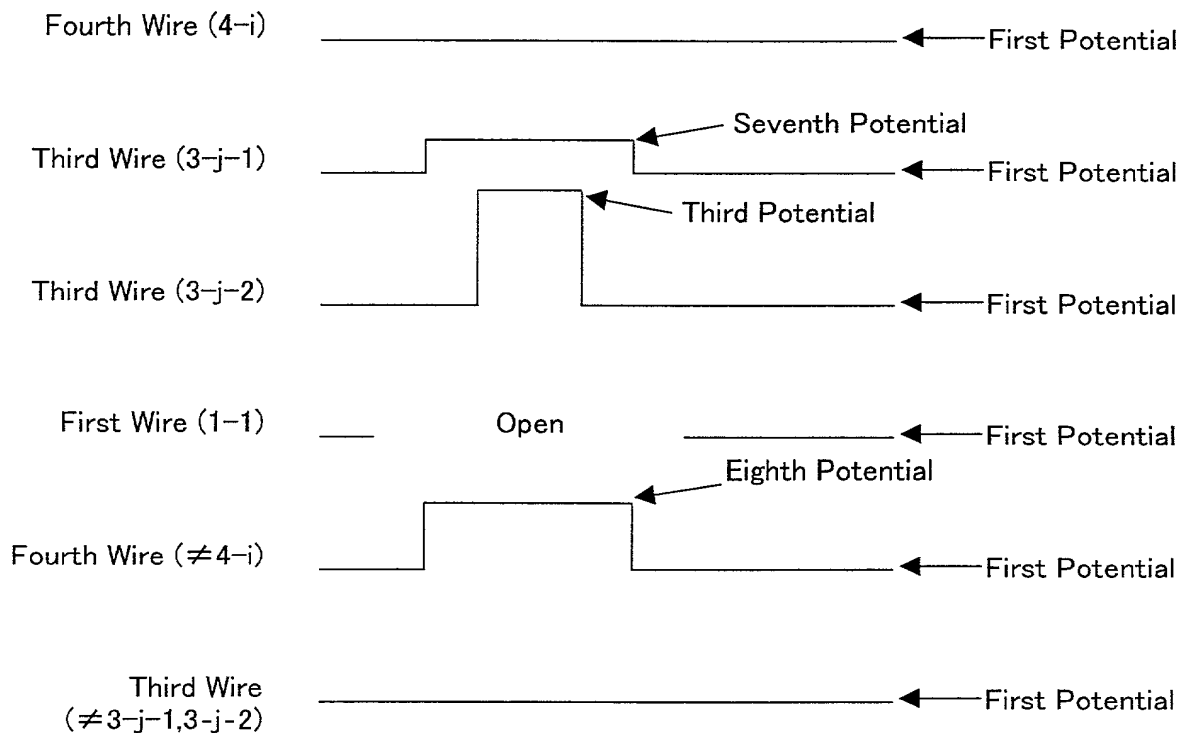 Fourth Wire (4-i)
First Potential
Seventh Potential
Third Wire (3-j-1)
First Potential
Third Potential
Third Wire (3-j-2)
First Potential
First Wire (1-1)
Open
First Potential
Eighth Potential
Fourth Wire (≠4-i)
First Potential
Third Wire
(≠3-j-1,3-j-2)
First Potential